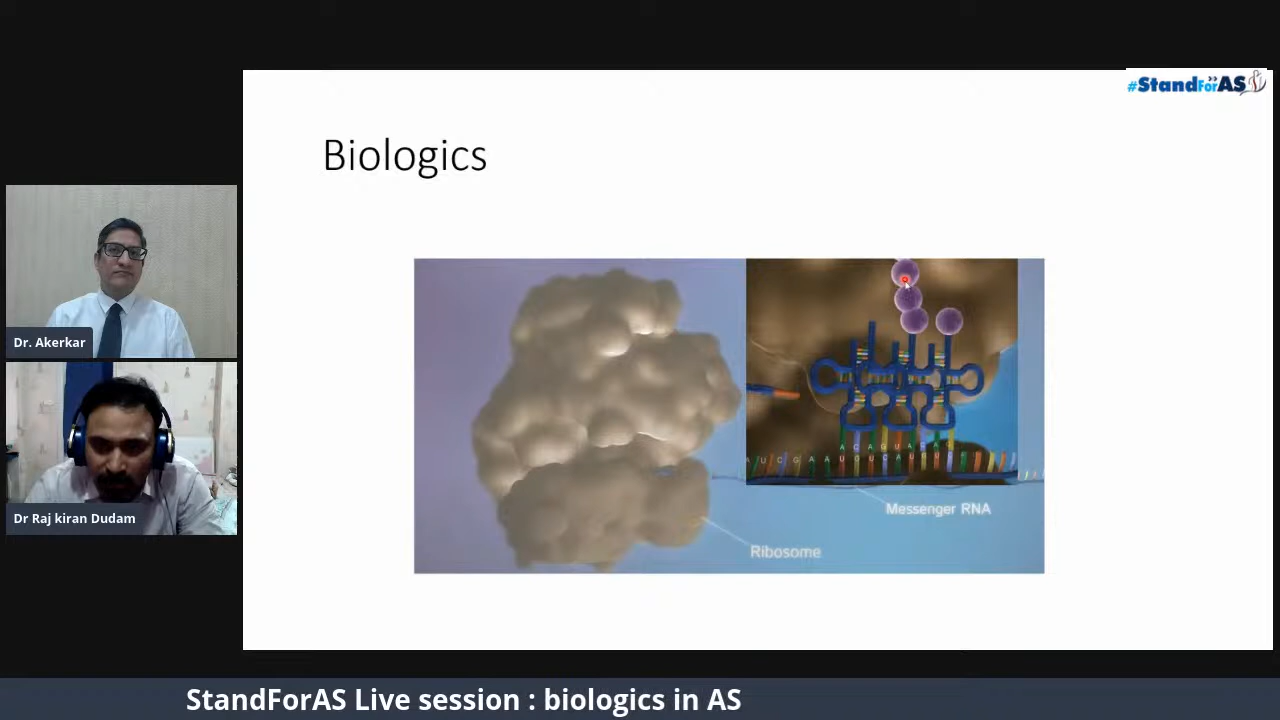 #StandForAS
Biologics
Dr. Akerkar
Dr Raj kiran Dudam
Messenger RNA
Ribosome
StandForAS Live session : biologics in AS